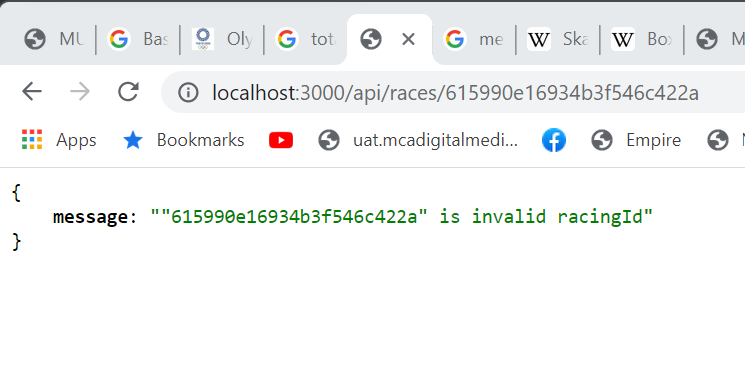 MU
Bas
Oly
tota
me
Ska
Box
M
localhost:3000/api/races/615990e16934b3f546c422a
Apps
Bookmarks
uat.mcadigitalmedi...
Empire
{
message: ""615990e16934b3f546c422a" is invalid racingId"
}